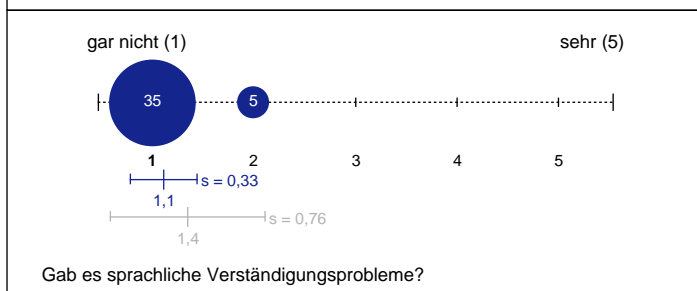 gar nicht (1) sehr (5)
35 5
1 2 3 4 5
s = 0,33
1,1
s = 0,76
1,4
Gab es sprachliche Verständigungsprobleme?